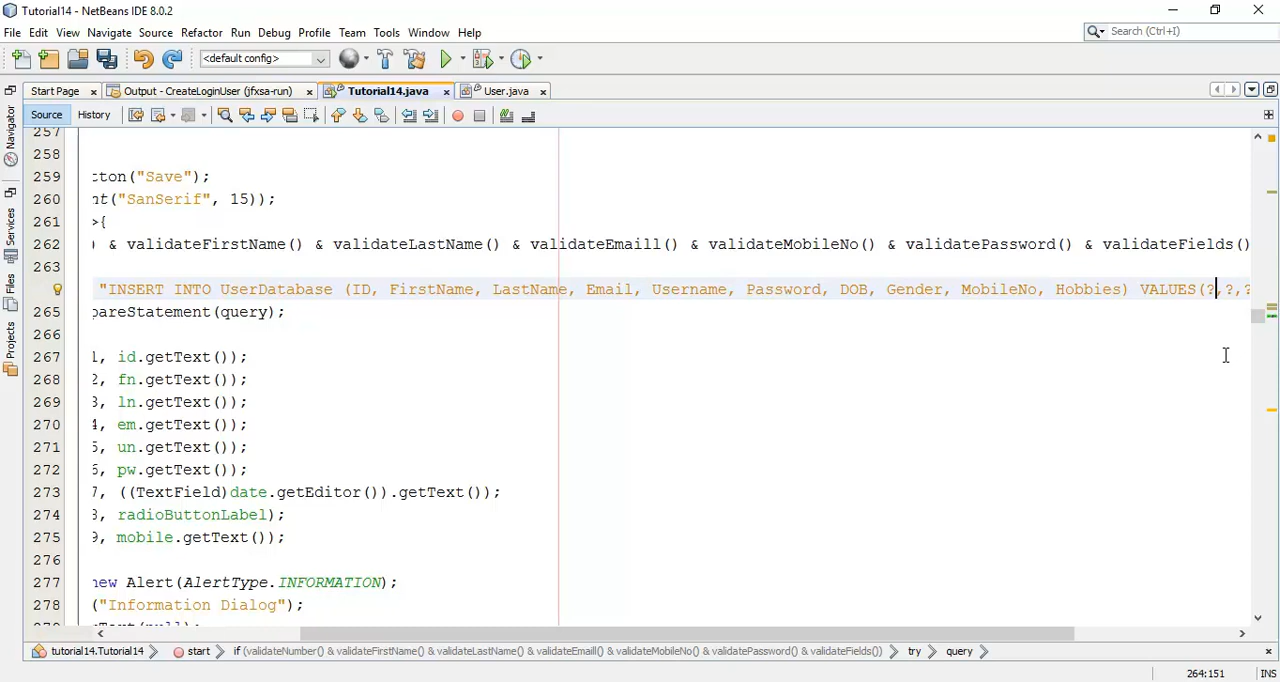 Tutorial14 - NetBeans IDE 8.0.2
File Edit View Navigate Source Refactor Run Debug Profile Team Tools Window Help
Search (Ctrl+I)
<default config>
Start Page Output - CreateLoginUser (jfxsa-run) Tutorial14.java User.java
Source History
Navigator
Services
Files
Projects
257
258
259 tton("Save");
260 nt("SanSerif", 15));
261 >{
262 ) & validateFirstName() & validateLastName() & validateEmaill() & validateMobileNo() & validatePassword() & validateFields()
263
"INSERT INTO UserDatabase (ID, FirstName, LastName, Email, Username, Password, DOB, Gender, MobileNo, Hobbies) VALUES(?,?,?
265 pareStatement(query);
266
267 1, id.getText());
268 2, fn.getText());
269 3, ln.getText());
270 4, em.getText());
271 5, un.getText());
272 6, pw.getText());
273 7, ((TextField)date.getEditor()).getText());
274 8, radioButtonLabel);
275 9, mobile.getText());
276
277 new Alert(AlertType.INFORMATION);
278 ("Information Dialog");
tutorial14.Tutorial14 start if (validateNumber() & validateFirstName() & validateLastName() & validateEmaill() & validateMobileNo() & validatePassword() & validateFields()) try query
264:151 INS